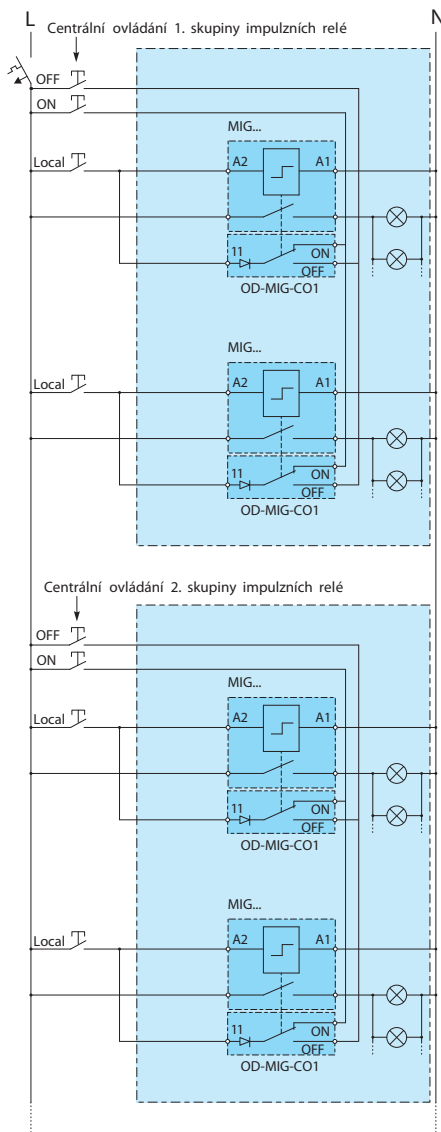 L
N
Centrální ovládání 1. skupiny impulzních relé
OFF
ON
MIG...
Local
A2
A1
11
ON
OFF
OD-MIG-CO1
MIG...
Local
A2
A1
11
ON
OFF
OD-MIG-CO1
Centrální ovládání 2. skupiny impulzních relé
OFF
ON
MIG...
Local
A2
A1
11
ON
OFF
OD-MIG-CO1
MIG...
Local
A2
A1
11
ON
OFF
OD-MIG-CO1